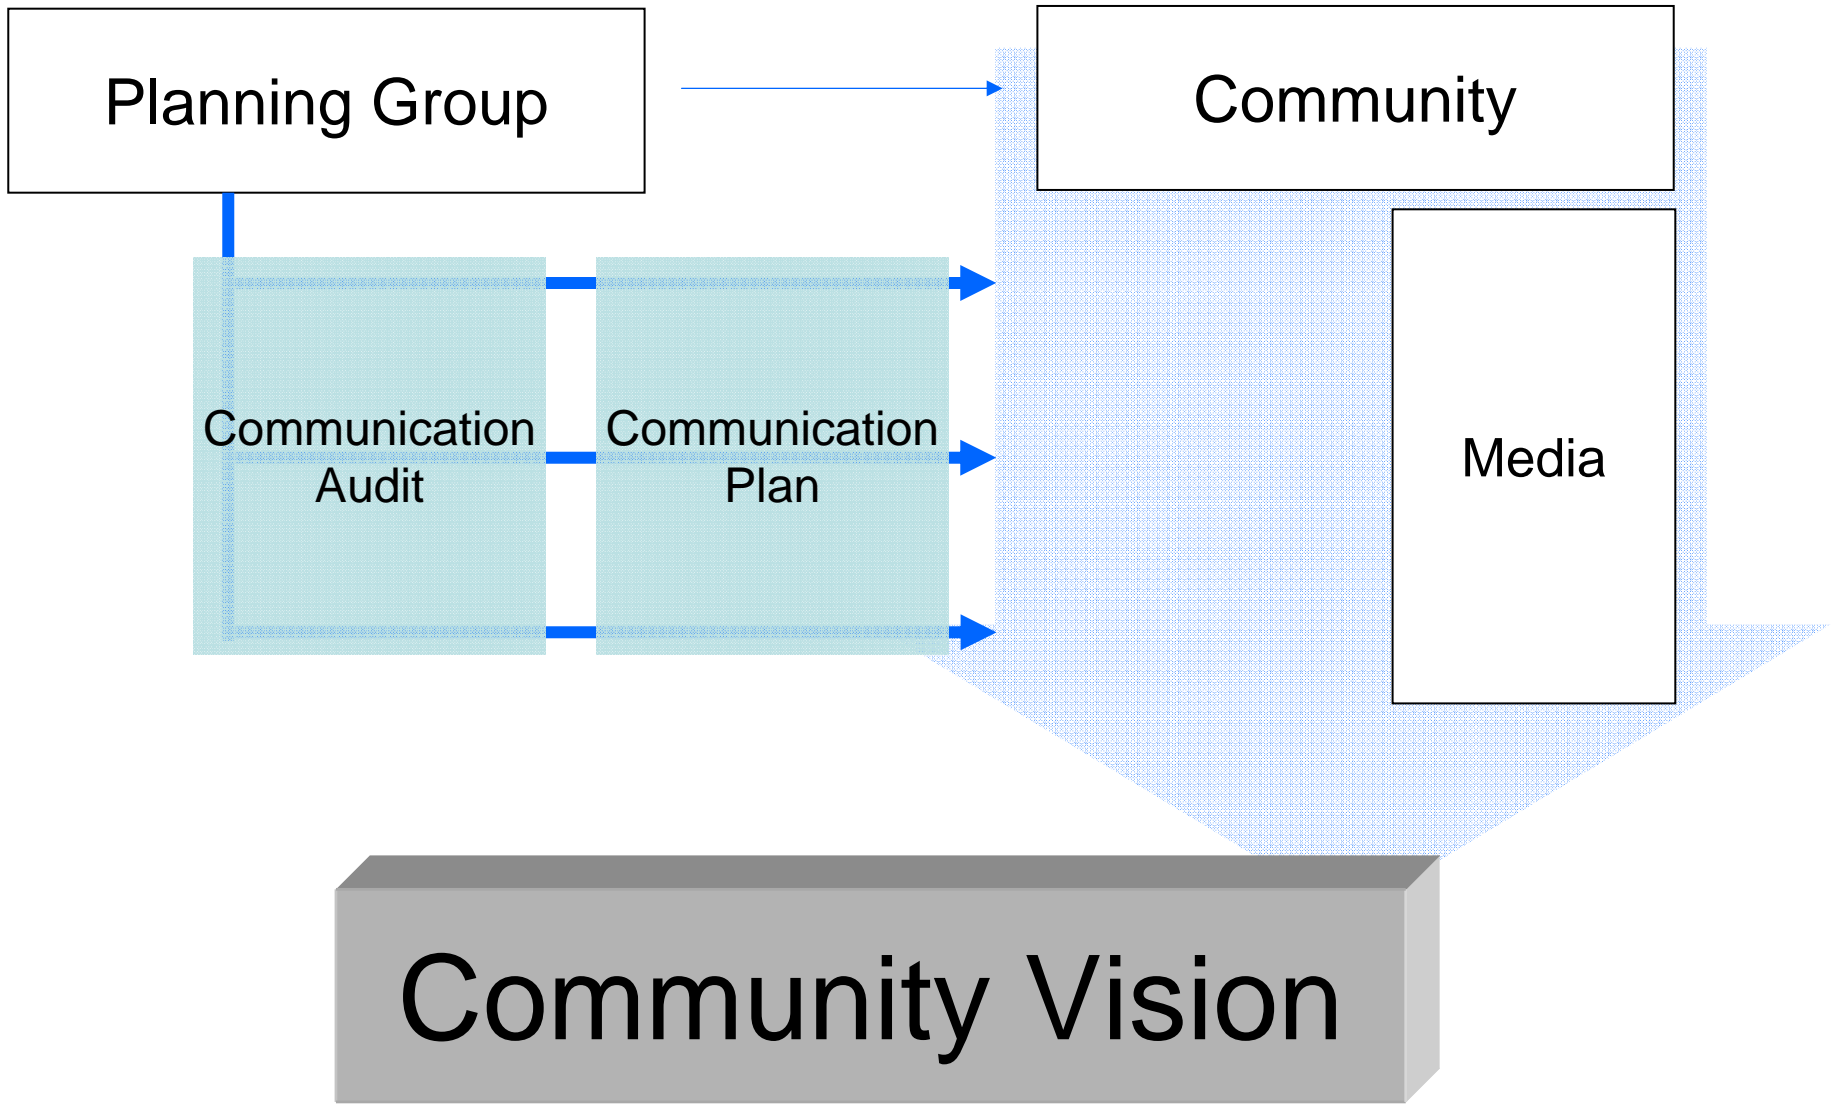 Planning Group
Community
Communication
Audit
Communication
Plan
Media
Community Vision